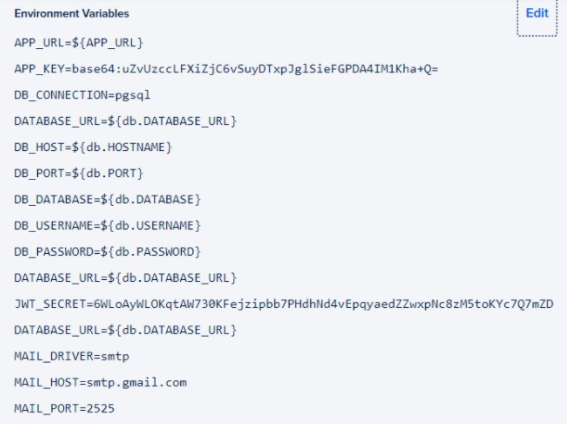 Environment Variables
Edit
APP_URL=${APP_URL}
APP_KEY=base64:uZvUzccLFXiZjC6vSuyDTxpJglSieFGPDA4IM1Kha+Q=
DB_CONNECTION=pgsql
DATABASE_URL=${db.DATABASE_URL}
DB_HOST=${db.HOSTNAME}
DB_PORT=${db.PORT}
DB_DATABASE=${db.DATABASE}
DB_USERNAME=${db.USERNAME}
DB_PASSWORD=${db.PASSWORD}
DATABASE_URL=${db.DATABASE_URL}
JWT_SECRET=6WLoAyWLOKqtAW730KFejzipbb7PHdhNd4vEpqyaedZZwxpNc8zM5toKYc7Q7mZD
DATABASE_URL=${db.DATABASE_URL}
MAIL_DRIVER=smtp
MAIL_HOST=smtp.gmail.com
MAIL_PORT=2525